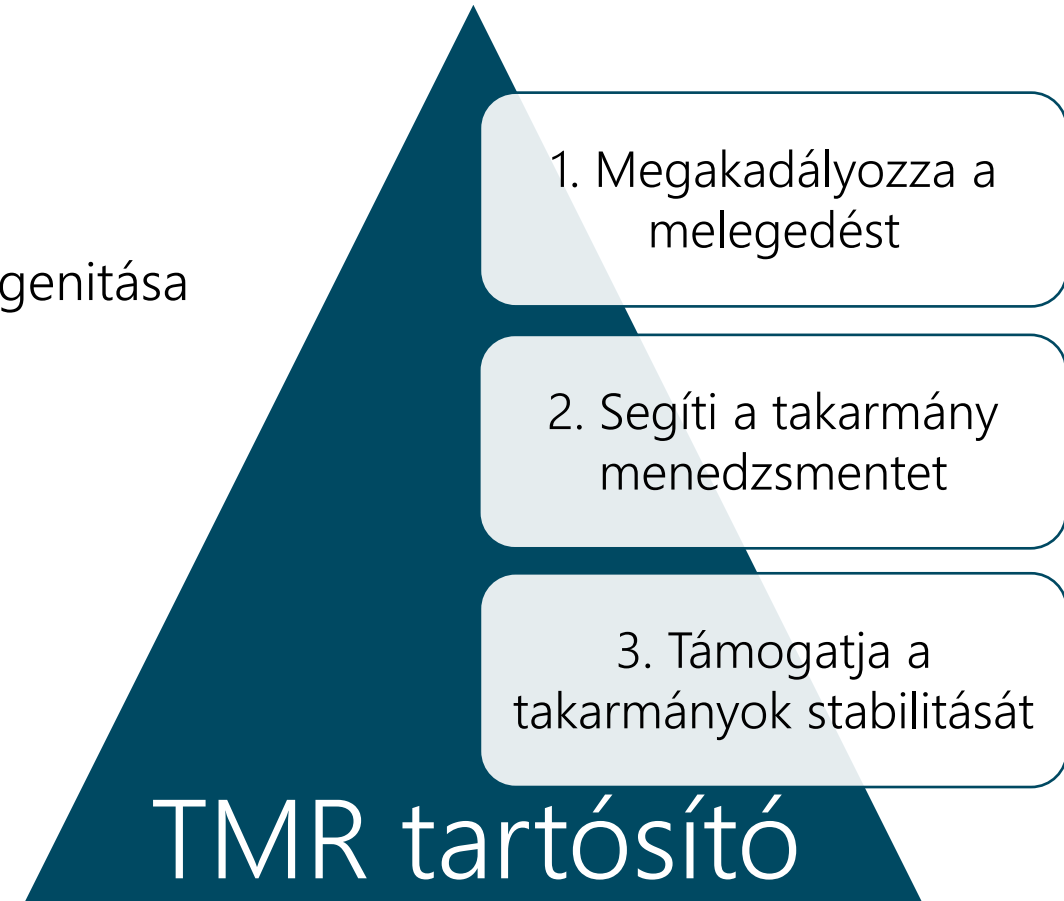 1. Megakadályozza a
melegedést
genitása
2. Segíti a takarmány
menedzsmentet
3. Támogatja a
takarmányok stabilitását
TMR tartósító